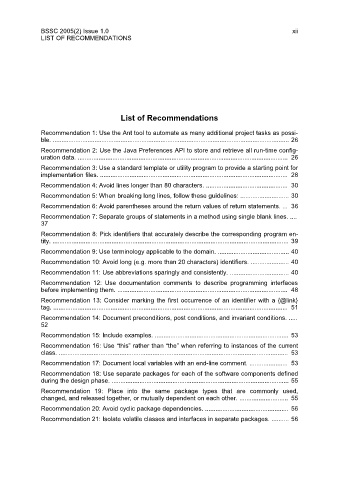 BSSC 2005(2) Issue 1.0 xii
LIST OF RECOMMENDATIONS
List of Recommendations
Recommendation 1: Use the Ant tool to automate as many additional project tasks as possi-
ble. ........................................................ 26
Recommendation 2: Use the Java Preferences API to store and retrieve all run-time config-
uration data. ........................................................ 26
Recommendation 3: Use a standard template or utility program to provide a starting point for
implementation files. ........................................................ 28
Recommendation 4: Avoid lines longer than 80 characters. ............................ 30
Recommendation 5: When breaking long lines, follow these guidelines: ................ 30
Recommendation 6: Avoid parentheses around the return values of return statements. ... 36
Recommendation 7: Separate groups of statements in a method using single blank lines. ....
37
Recommendation 8: Pick identifiers that accurately describe the corresponding program en-
tity. ........................................................ 39
Recommendation 9: Use terminology applicable to the domain. ........................ 40
Recommendation 10: Avoid long (e.g. more than 20 characters) identifiers. ............ 40
Recommendation 11: Use abbreviations sparingly and consistently. .................... 40
Recommendation 12: Use documentation comments to describe programming interfaces
before implementing them. ........................................................ 48
Recommendation 13: Consider marking the first occurrence of an identifier with a {@link}
tag. ........................................................ 51
Recommendation 14: Document preconditions, post conditions, and invariant conditions. ....
52
Recommendation 15: Include examples. ............................................ 53
Recommendation 16: Use “this” rather than “the” when referring to instances of the current
class. ........................................................ 53
Recommendation 17: Document local variables with an end-line comment. .............. 53
Recommendation 18: Use separate packages for each of the software components defined
during the design phase. ........................................................ 55
Recommendation 19: Place into the same package types that are commonly used,
changed, and released together, or mutually dependent on each other. ................ 55
Recommendation 20: Avoid cyclic package dependencies. ............................ 56
Recommendation 21: Isolate volatile classes and interfaces in separate packages. ...... 56